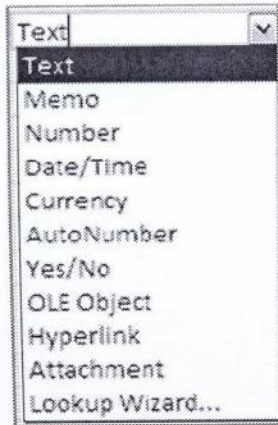 Text
Text
Memo
Number
Date/Time
Currency
AutoNumber
Yes/No
OLE Object
Hyperlink
Attachment
Lookup Wizard...